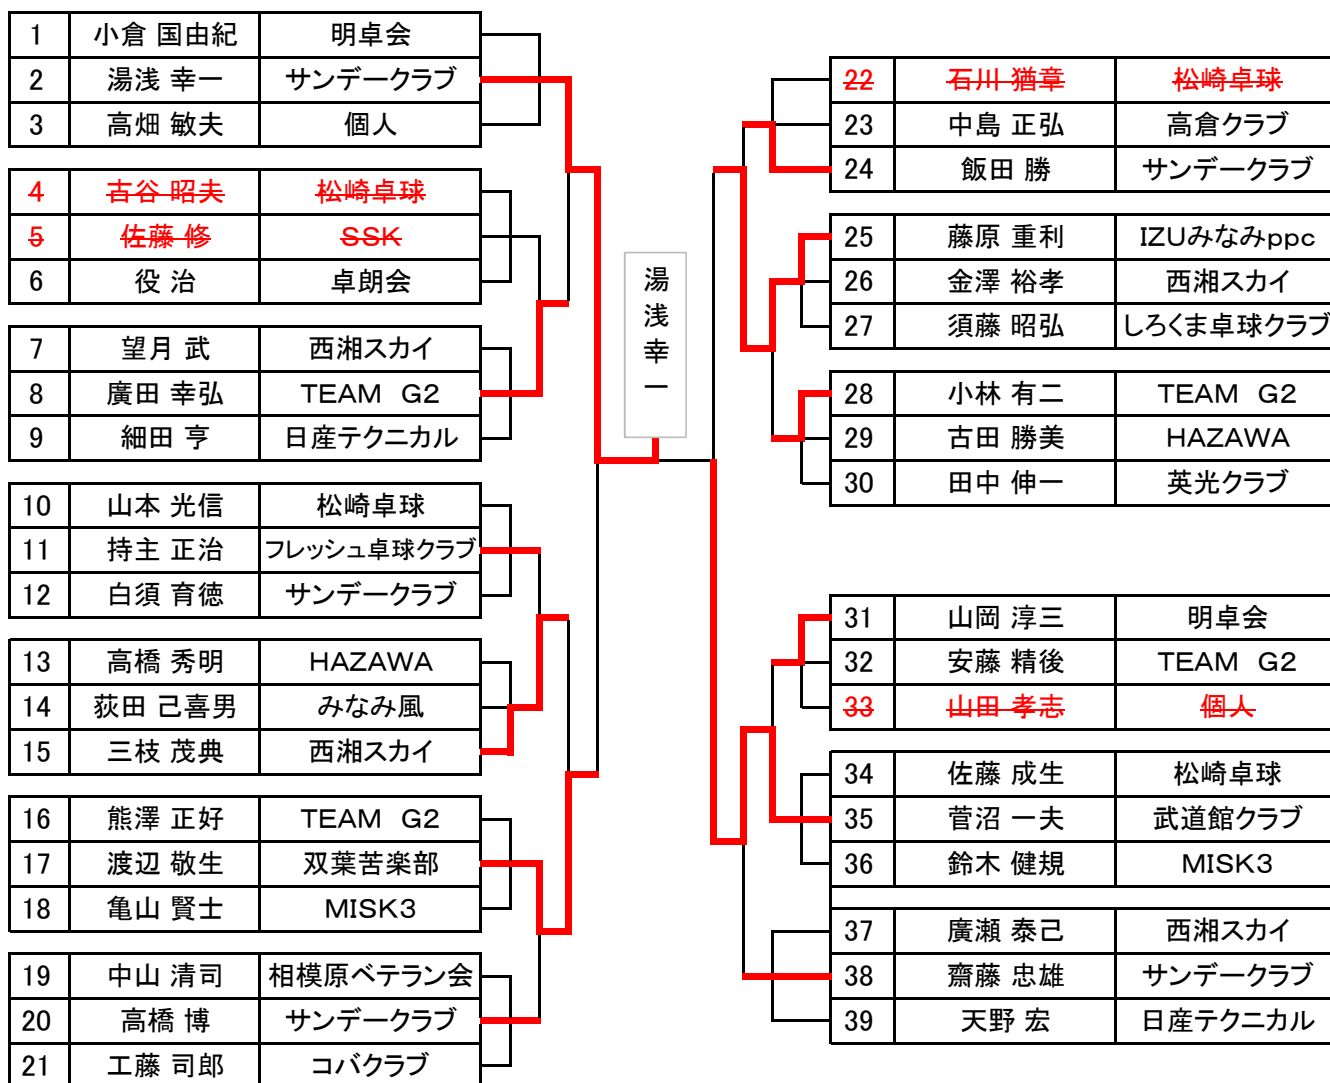 1 小倉 国由紀 明卓会
2 湯浅 幸一 サンデークラブ
3 高畑 敏夫 個人
4 古谷 昭夫 松崎卓球
5 佐藤 修 SSK
6 役 治 卓朗会
7 望月 武 西湘スカイ
8 廣田 幸弘 TEAM G2
9 細田 亨 日産テクニカル
10 山本 光信 松崎卓球
11 持主 正治 フレッシュ卓球クラブ
12 白須 育徳 サンデークラブ
13 高橋 秀明 HAZAWA
14 荻田 己喜男 みなみ風
15 三枝 茂典 西湘スカイ
16 熊澤 正好 TEAM G2
17 渡辺 敬生 双葉苦楽部
18 亀山 賢士 MISK3
19 中山 清司 相模原ベテラン会
20 高橋 博 サンデークラブ
21 工藤 司郎 コバクラブ
湯浅幸一
22 石川 猶章 松崎卓球
23 中島 正弘 高倉クラブ
24 飯田 勝 サンデークラブ
25 藤原 重利 IZUみなみppc
26 金澤 裕孝 西湘スカイ
27 須藤 昭弘 しろくま卓球クラブ
28 小林 有二 TEAM G2
29 古田 勝美 HAZAWA
30 田中 伸一 英光クラブ
31 山岡 淳三 明卓会
32 安藤 精後 TEAM G2
33 山田 孝志 個人
34 佐藤 成生 松崎卓球
35 菅沼 一夫 武道館クラブ
36 鈴木 健規 MISK3
37 廣瀬 泰己 西湘スカイ
38 齋藤 忠雄 サンデークラブ
39 天野 宏 日産テクニカル